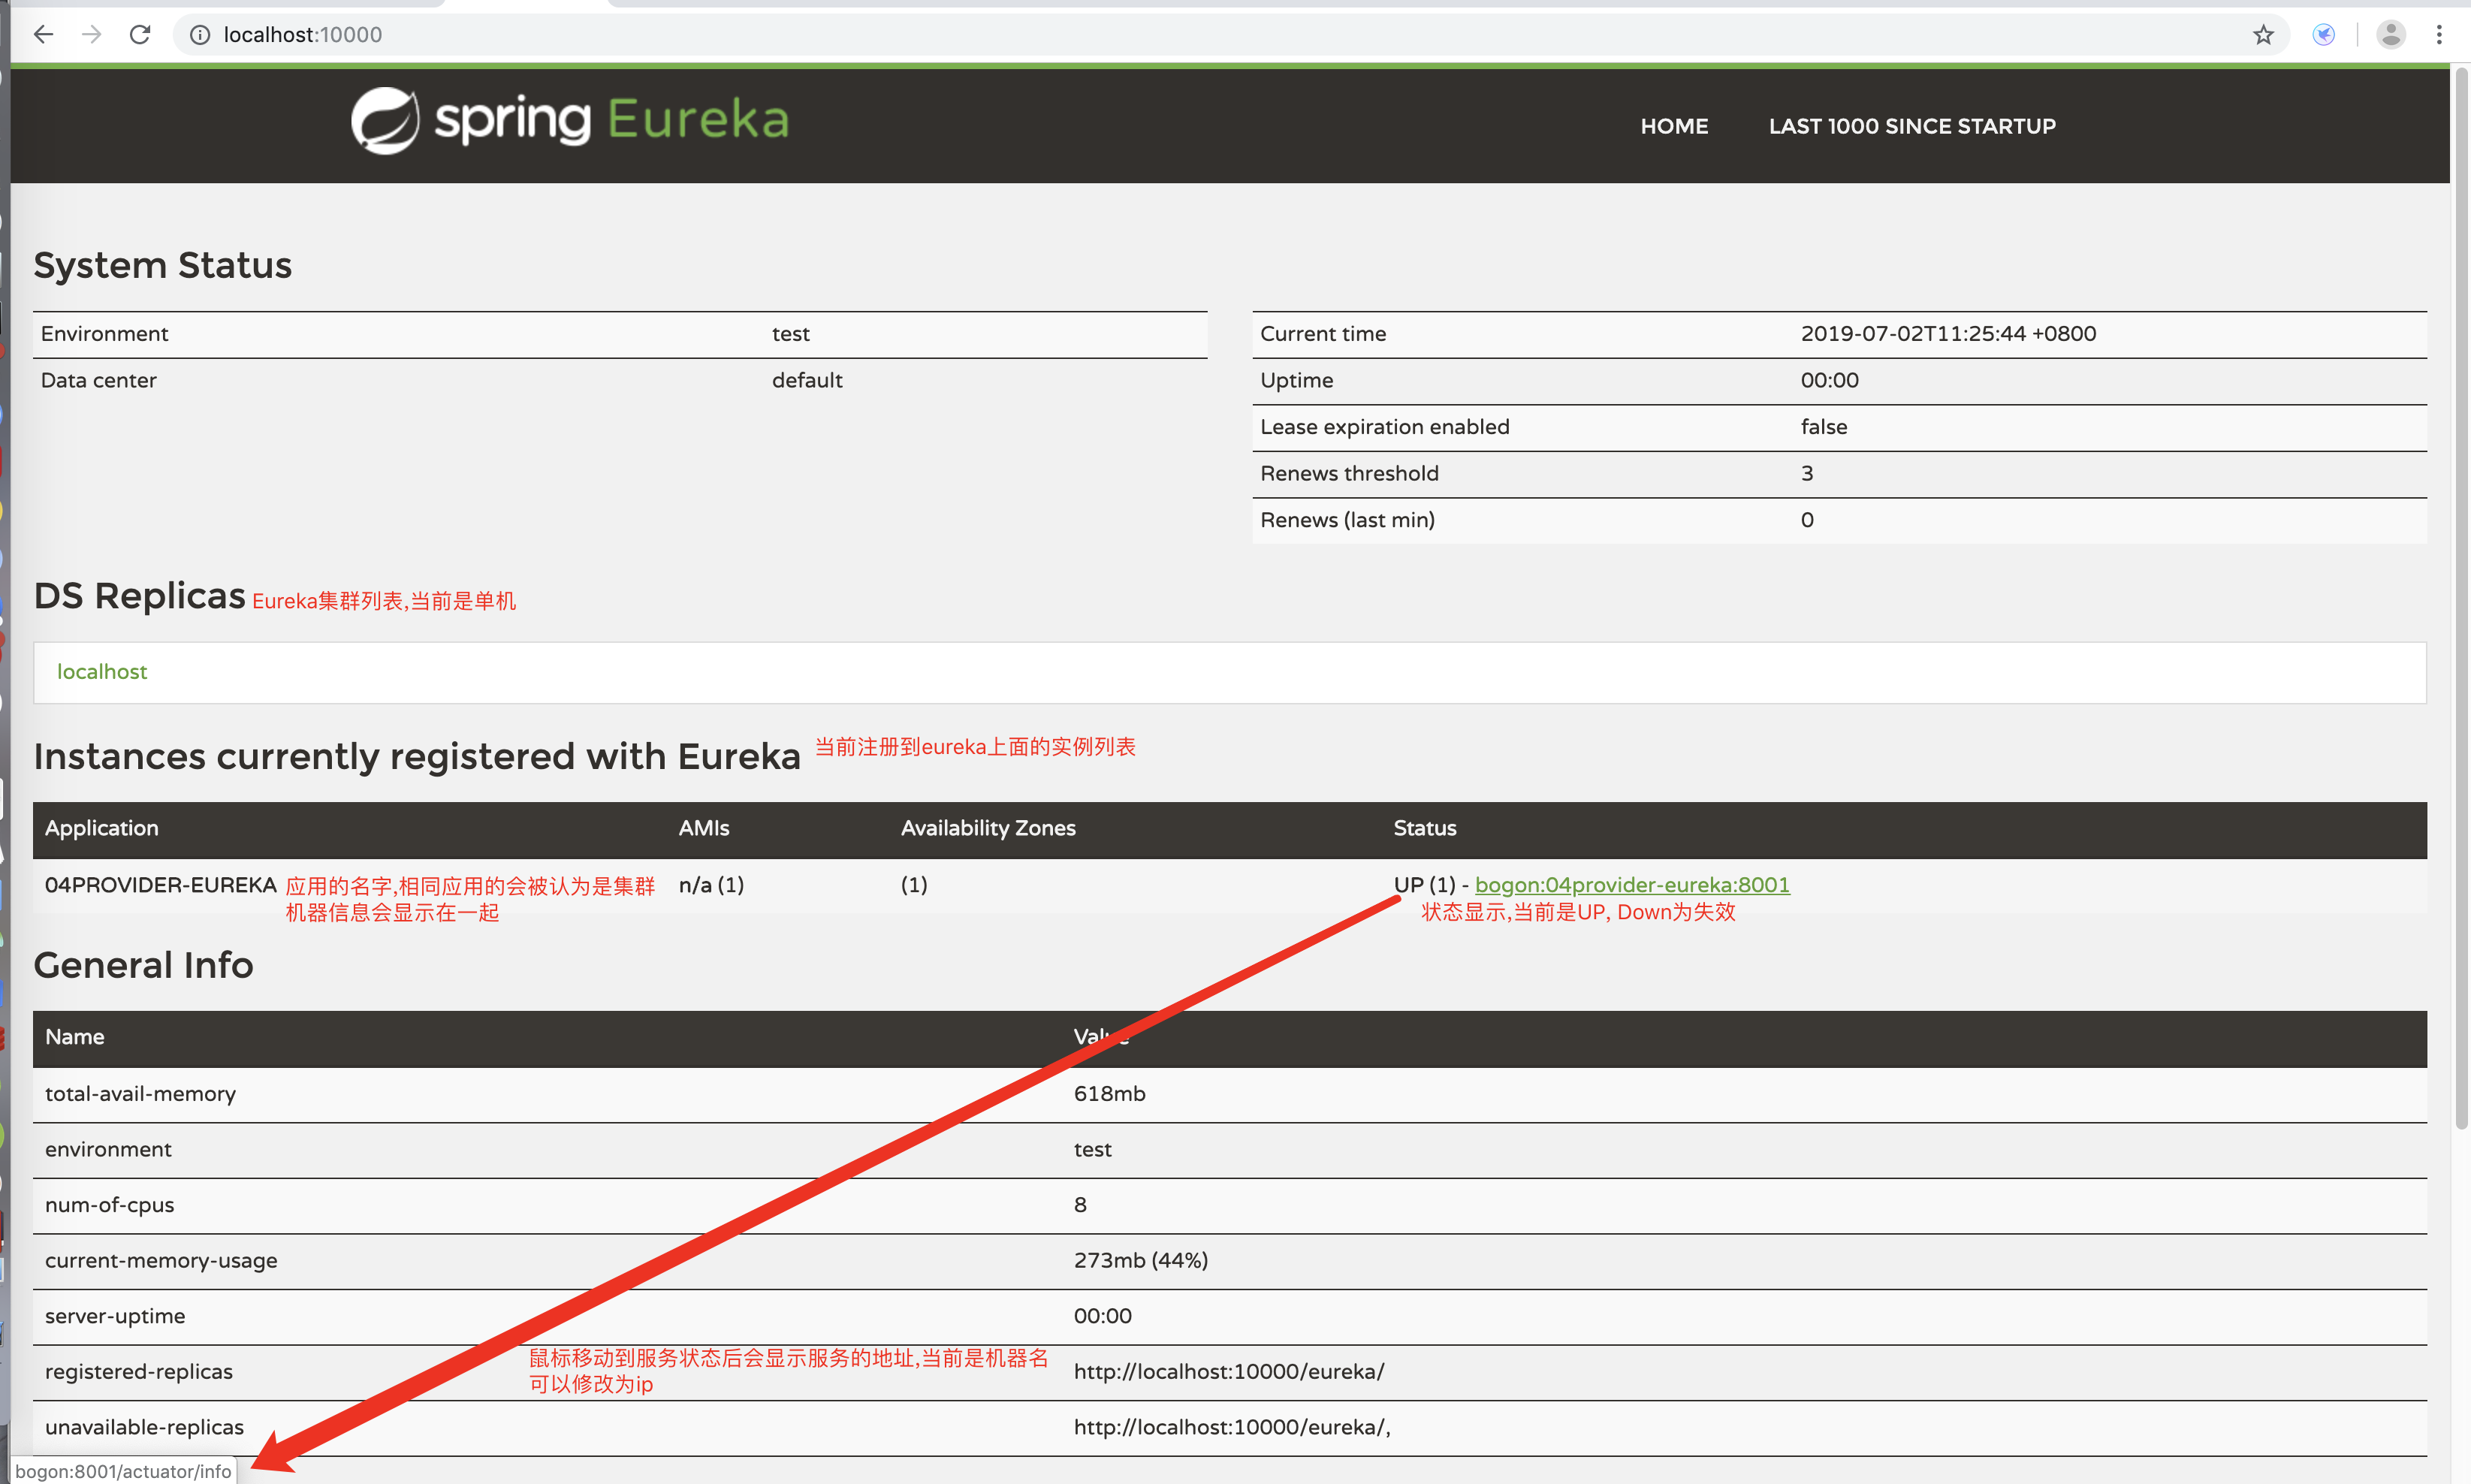 localhost:10000
spring Eureka
HOME LAST 1000 SINCE STARTUP
System Status
Environment test
Data center default
Current time 2019-07-02T11:25:44 +0800
Uptime 00:00
Lease expiration enabled false
Renews threshold 3
Renews (last min) 0
DS Replicas Eureka集群列表,当前是单机
localhost
Instances currently registered with Eureka 当前注册到eureka上面的实例列表
Application AMIs Availability Zones Status
04PROVIDER-EUREKA 应用的名字,相同应用的会被认为是集群 n/a (1) (1) UP (1) - bogon:04provider-eureka:8001
机器信息会显示在一起 状态显示,当前是UP, Down为失效
General Info
Name Value
total-avail-memory 618mb
environment test
num-of-cpus 8
current-memory-usage 273mb (44%)
server-uptime 00:00
鼠标移动到服务状态后会显示服务的地址,当前是机器名
registered-replicas http://localhost:10000/eureka/
可以修改为ip
unavailable-replicas http://localhost:10000/eureka/,
bogon:8001/actuator/info